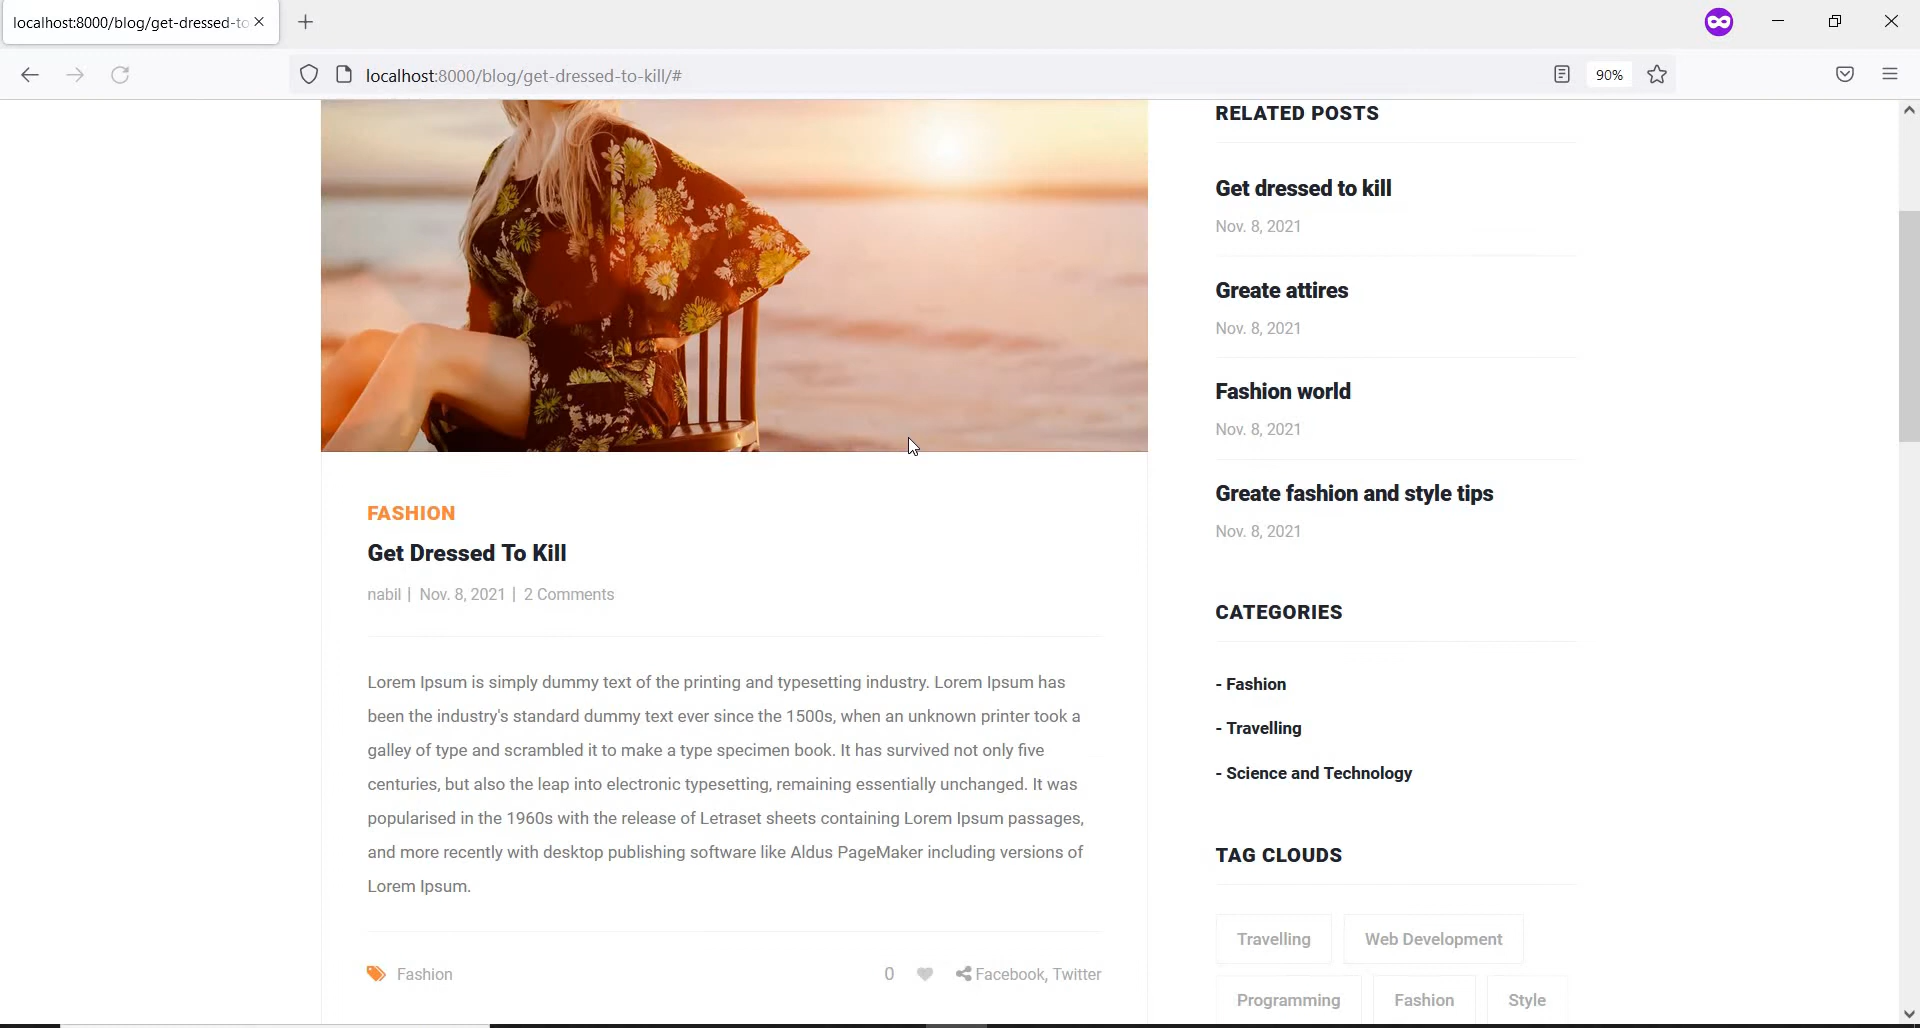 localhost:8000/blog/get-dressed-to
localhost:8000/blog/get-dressed-to-kill/#
90%
FASHION
Get Dressed To Kill
nabil | Nov. 8, 2021 | 2 Comments
Lorem Ipsum is simply dummy text of the printing and typesetting industry. Lorem Ipsum has
been the industry's standard dummy text ever since the 1500s, when an unknown printer took a
galley of type and scrambled it to make a type specimen book. It has survived not only five
centuries, but also the leap into electronic typesetting, remaining essentially unchanged. It was
popularised in the 1960s with the release of Letraset sheets containing Lorem Ipsum passages,
and more recently with desktop publishing software like Aldus PageMaker including versions of
Lorem Ipsum.
Fashion
0
Facebook, Twitter
RELATED POSTS
Get dressed to kill
Nov. 8, 2021
Greate attires
Nov. 8, 2021
Fashion world
Nov. 8, 2021
Greate fashion and style tips
Nov. 8, 2021
CATEGORIES
- Fashion
- Travelling
- Science and Technology
TAG CLOUDS
Travelling
Web Development
Programming
Fashion
Style